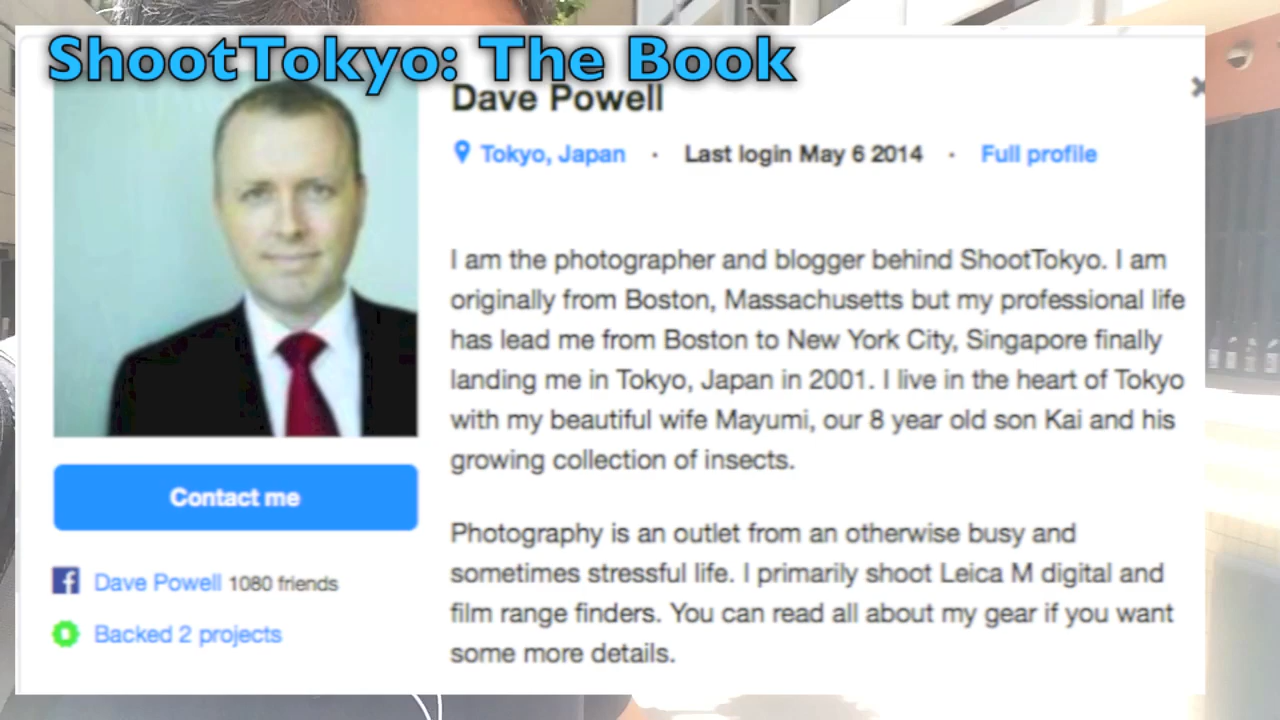 ShootTokyo: The Book
Dave Powell
Tokyo, Japan · Last login May 6 2014 · Full profile
I am the photographer and blogger behind ShootTokyo. I am
originally from Boston, Massachusetts but my professional life
has lead me from Boston to New York City, Singapore finally
landing me in Tokyo, Japan in 2001. I live in the heart of Tokyo
with my beautiful wife Mayumi, our 8 year old son Kai and his
growing collection of insects.
Photography is an outlet from an otherwise busy and
sometimes stressful life. I primarily shoot Leica M digital and
film range finders. You can read all about my gear if you want
some more details.
Contact me
Dave Powell 1080 friends
Backed 2 projects